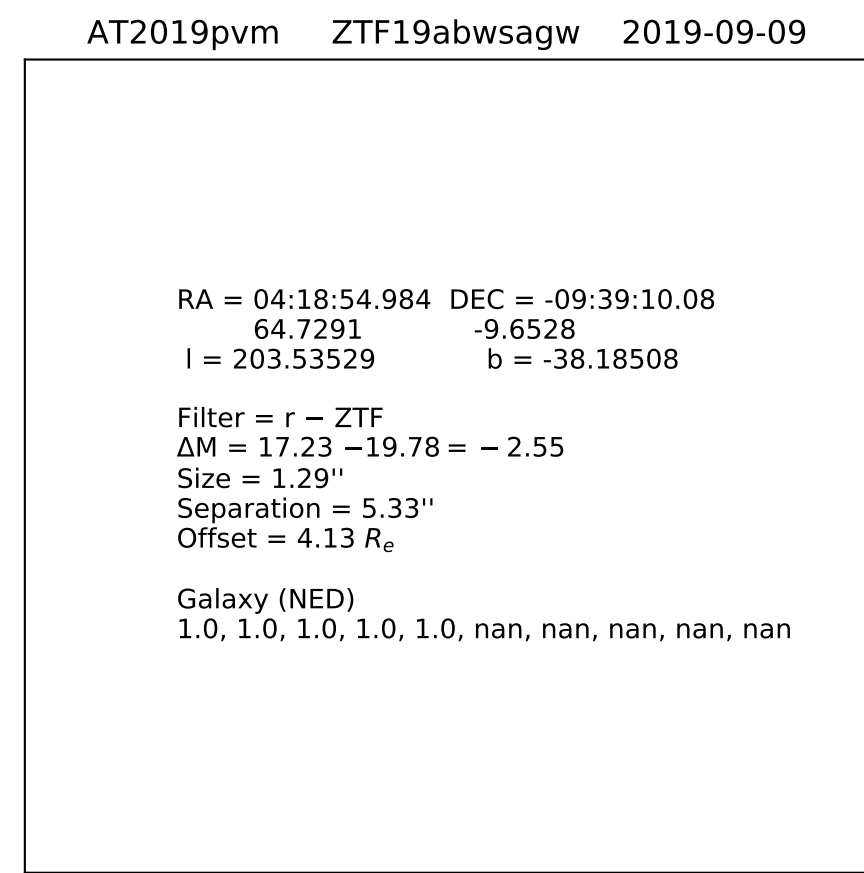 AT2019pvm ZTF19abwsagw 2019-09-09
RA = 04:18:54.984 DEC = -09:39:10.08
64.7291 -9.6528
l = 203.53529 b = -38.18508
Filter = r − ZTF
ΔM = 17.23 −19.78 = − 2.55
Size = 1.29''
Separation = 5.33''
Offset = 4.13 Re
Galaxy (NED)
1.0, 1.0, 1.0, 1.0, 1.0, nan, nan, nan, nan, nan